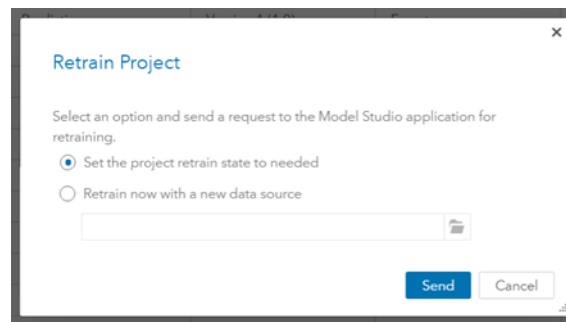 Retrain Project
Select an option and send a request to the Model Studio application for
retraining.
Set the project retrain state to needed
Retrain now with a new data source
Send
Cancel